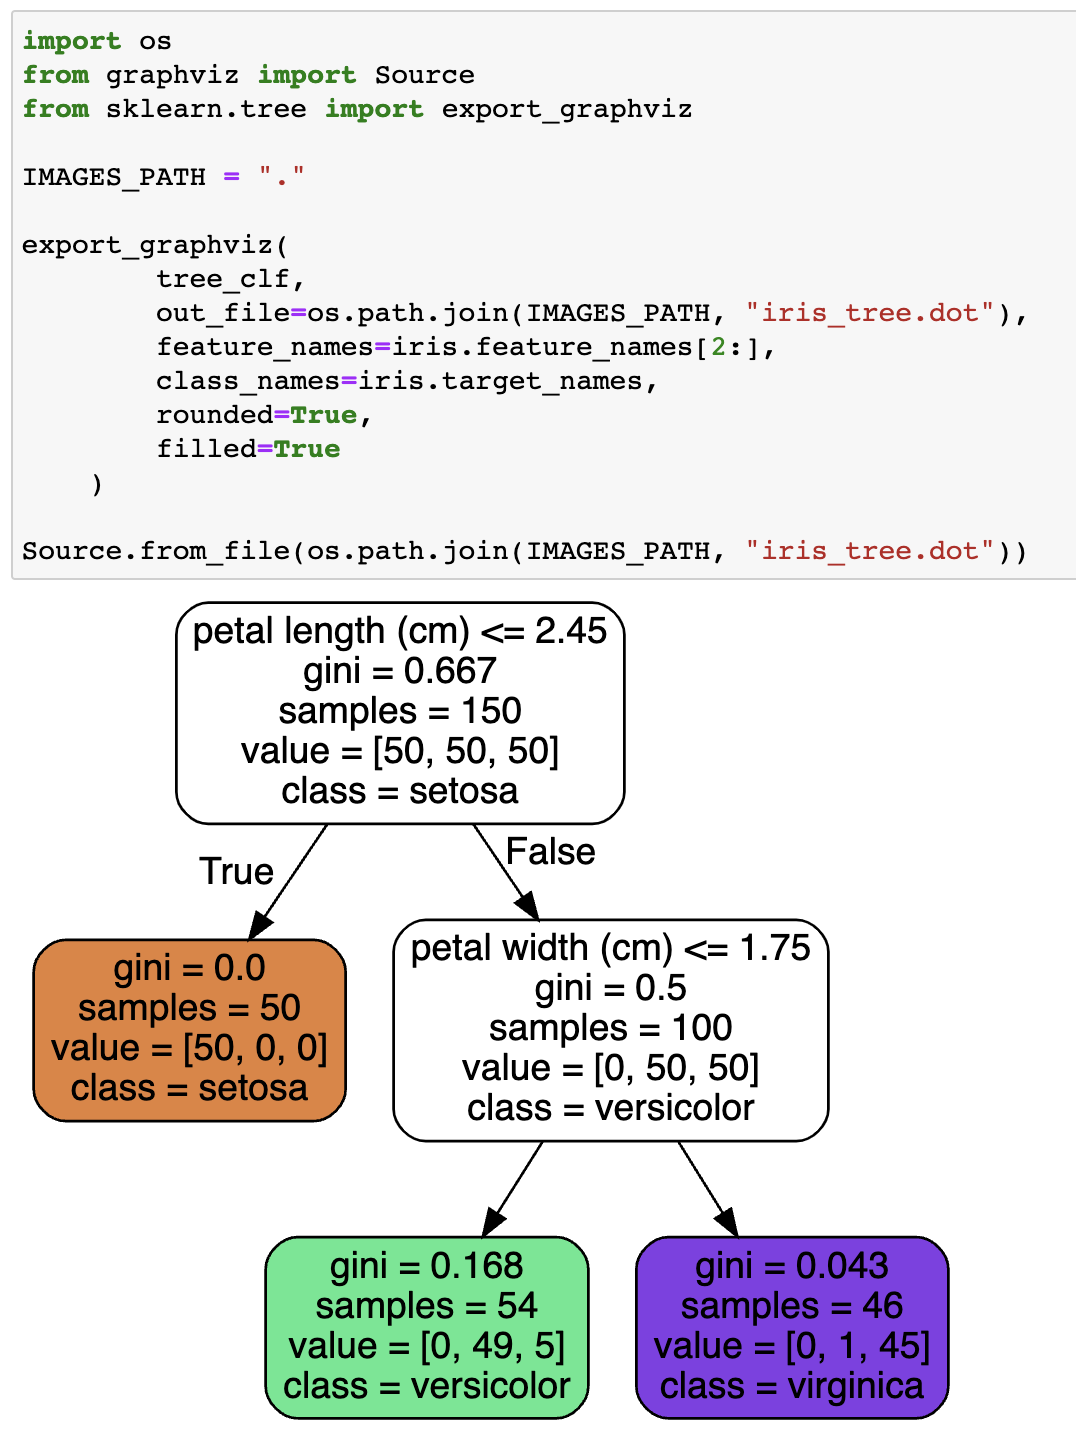 import os
from graphviz import Source
from sklearn.tree import export_graphviz

IMAGES_PATH = "."

export_graphviz(
        tree_clf,
        out_file=os.path.join(IMAGES_PATH, "iris_tree.dot"),
        feature_names=iris.feature_names[2:],
        class_names=iris.target_names,
        rounded=True,
        filled=True
    )

Source.from_file(os.path.join(IMAGES_PATH, "iris_tree.dot"))
petal length (cm) <= 2.45
gini = 0.667
samples = 150
value = [50, 50, 50]
class = setosa
True
False
gini = 0.0
samples = 50
value = [50, 0, 0]
class = setosa
petal width (cm) <= 1.75
gini = 0.5
samples = 100
value = [0, 50, 50]
class = versicolor
gini = 0.168
samples = 54
value = [0, 49, 5]
class = versicolor
gini = 0.043
samples = 46
value = [0, 1, 45]
class = virginica